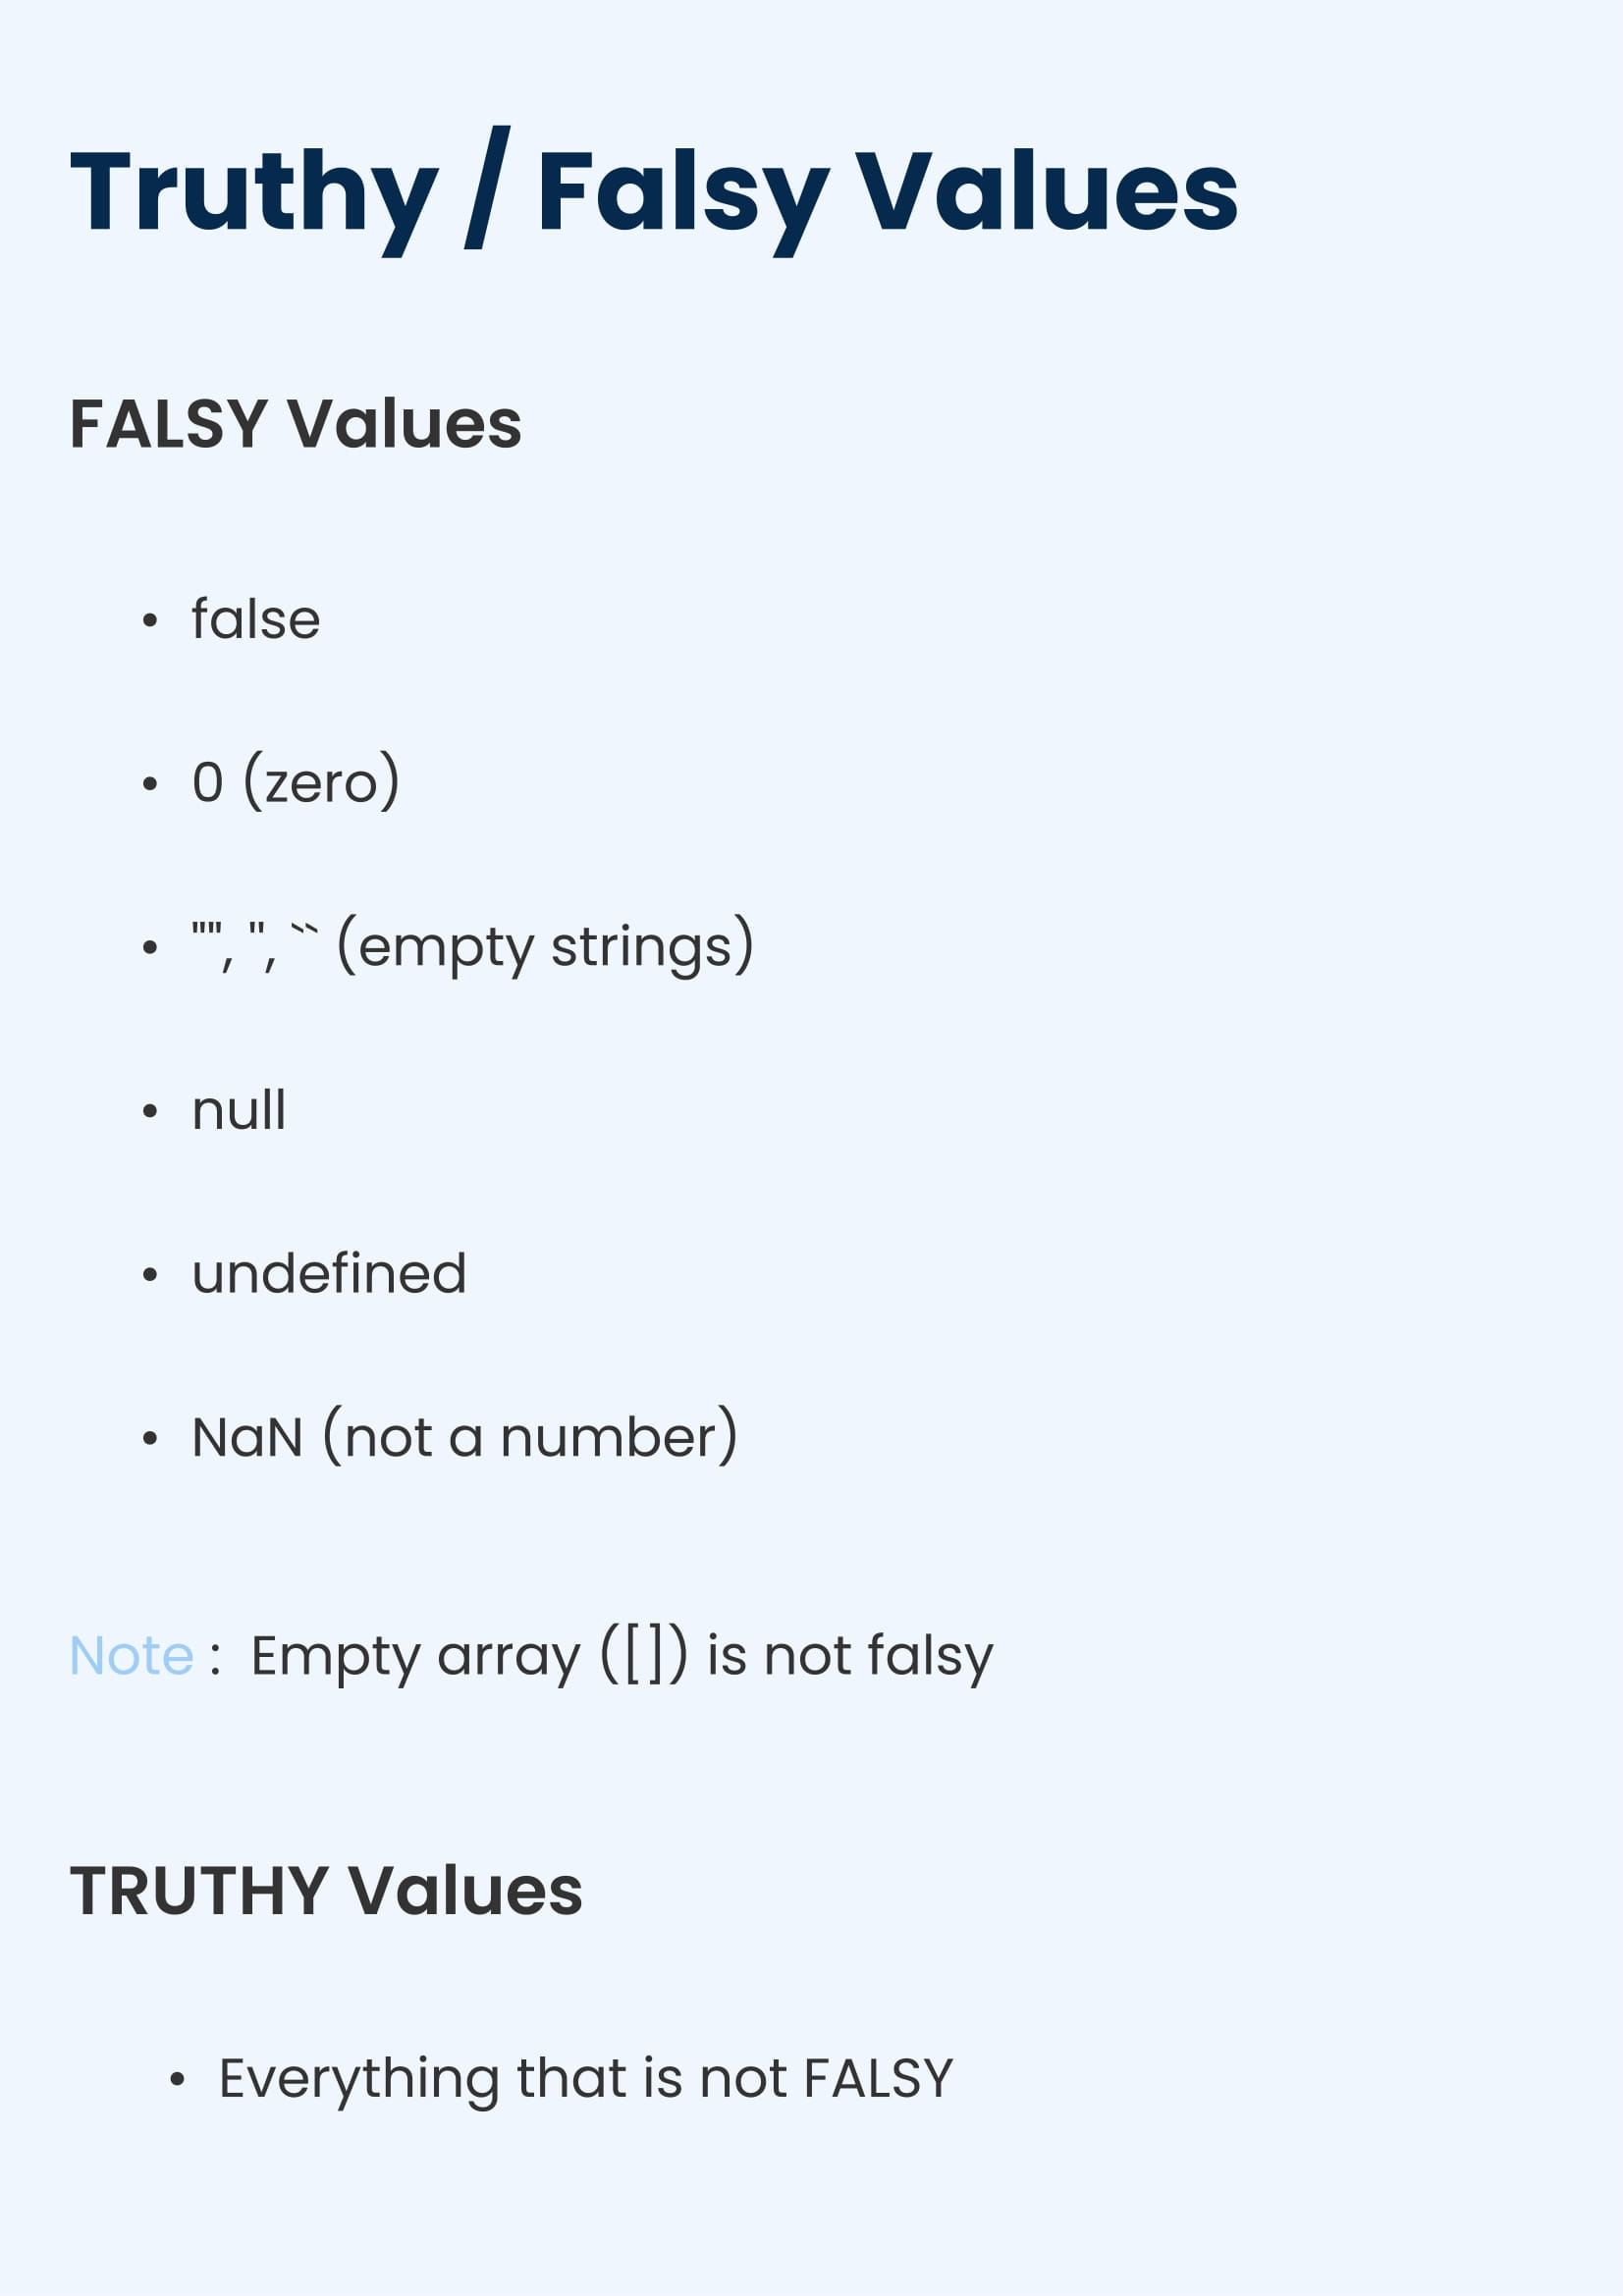 Truthy / Falsy Values
FALSY Values
• false
• 0 (zero)
• "", '', `` (empty strings)
• null
• undefined
• NaN (not a number)
Note : Empty array ([]) is not falsy
TRUTHY Values
• Everything that is not FALSY